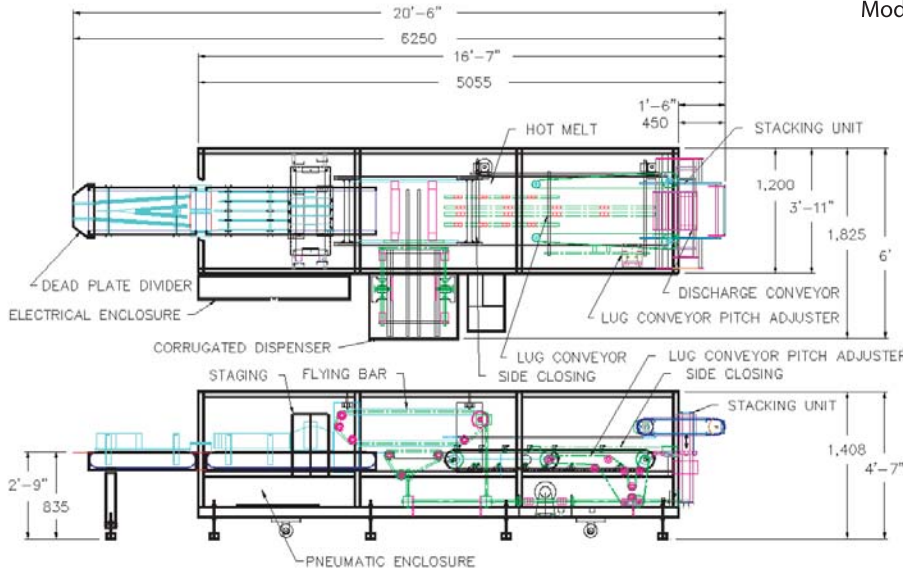 Mod
20'-6"
6250
16'-7"
5055
1'-6"
450
HOT MELT
STACKING UNIT
1,200
3'-11"
1,825
6'
DEAD PLATE DIVIDER
ELECTRICAL ENCLOSURE
CORRUGATED DISPENSER
DISCHARGE CONVEYOR
LUG CONVEYOR PITCH ADJUSTER
LUG CONVEYOR
SIDE CLOSING
LUG CONVEYOR PITCH ADJUSTER
SIDE CLOSING
STAGING
FLYING BAR
STACKING UNIT
1,408
4'-7"
2'-9"
835
PNEUMATIC ENCLOSURE